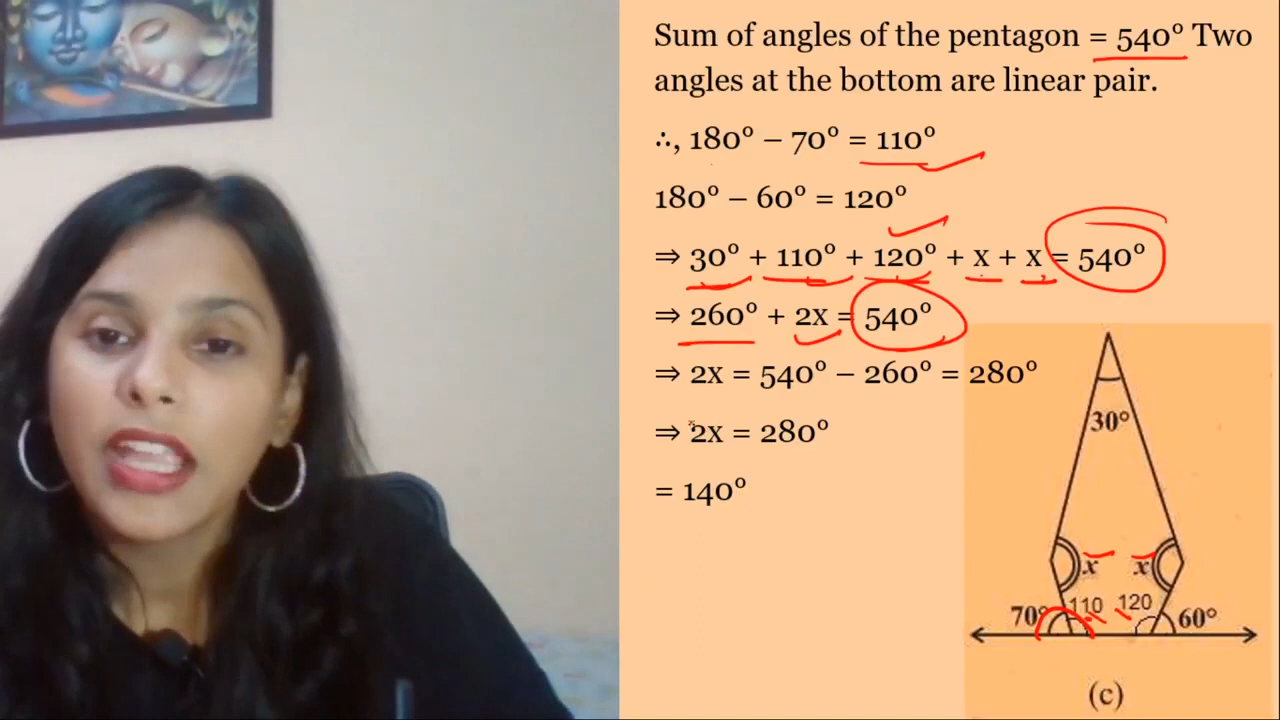 Sum of angles of the pentagon = 540° Two
angles at the bottom are linear pair.
∴, 180° – 70° = 110°
180° – 60° = 120°
⇒ 30° + 110° + 120° + x + x = 540°
⇒ 260° + 2x = 540°
⇒ 2x = 540° – 260° = 280°
⇒ 2x = 280°
= 140°
30°
x x
70° 110 120 60°
(c)